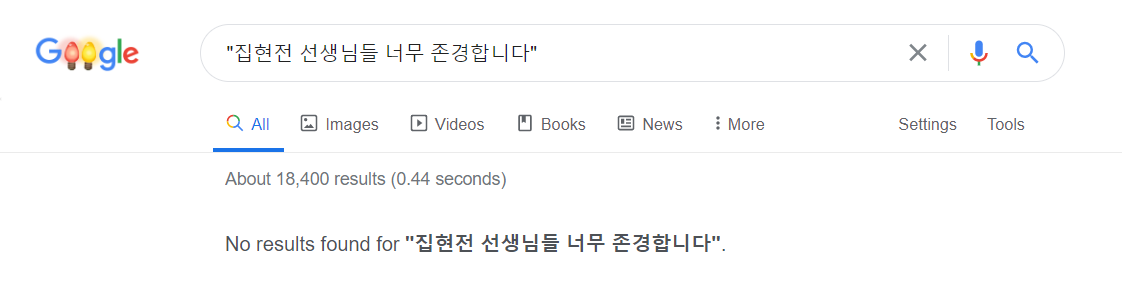 Google
"집현전 선생님들 너무 존경합니다"
All Images Videos Books News More Settings Tools
About 18,400 results (0.44 seconds)
No results found for "집현전 선생님들 너무 존경합니다".